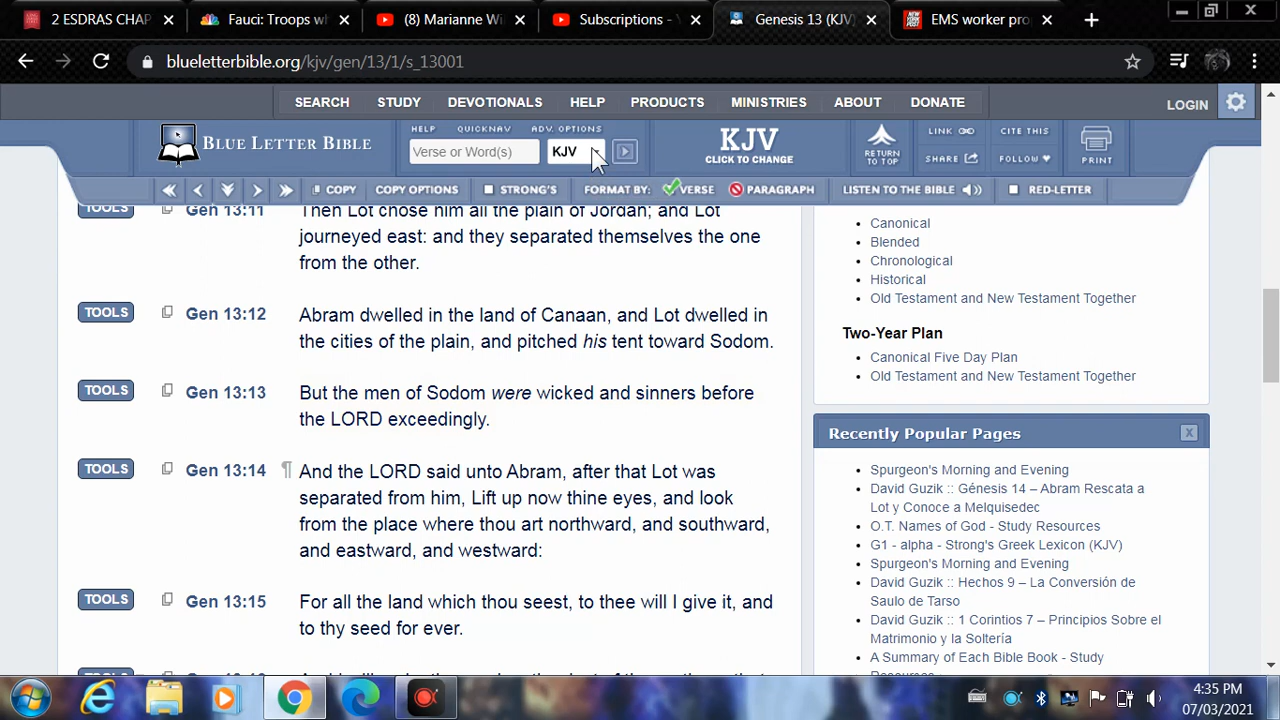 2 ESDRAS CHAP
Fauci: Troops w
(8) Marianne Wi
Subscriptions - Y
Genesis 13 (KJV)
EMS worker pro
blueletterbible.org/kjv/gen/13/1/s_13001
SEARCH STUDY DEVOTIONALS HELP PRODUCTS MINISTRIES ABOUT DONATE LOGIN
BLUE LETTER BIBLE
HELP QUICKNAV ADV. OPTIONS
Verse or Word(s) KJV
KJV
CLICK TO CHANGE
RETURN
TO TOP
LINK CITE THIS
SHARE FOLLOW
PRINT
COPY COPY OPTIONS STRONG'S FORMAT BY: VERSE PARAGRAPH LISTEN TO THE BIBLE RED-LETTER
TOOLS Gen 13:11 Then Lot chose him all the plain of Jordan; and Lot
journeyed east: and they separated themselves the one
from the other.
TOOLS Gen 13:12 Abram dwelled in the land of Canaan, and Lot dwelled in
the cities of the plain, and pitched his tent toward Sodom.
TOOLS Gen 13:13 But the men of Sodom were wicked and sinners before
the LORD exceedingly.
TOOLS Gen 13:14 ¶ And the LORD said unto Abram, after that Lot was
separated from him, Lift up now thine eyes, and look
from the place where thou art northward, and southward,
and eastward, and westward:
TOOLS Gen 13:15 For all the land which thou seest, to thee will I give it, and
to thy seed for ever.
Canonical
Blended
Chronological
Historical
Old Testament and New Testament Together
Two-Year Plan
Canonical Five Day Plan
Old Testament and New Testament Together
Recently Popular Pages
Spurgeon's Morning and Evening
David Guzik :: Génesis 14 – Abram Rescata a
Lot y Conoce a Melquisedec
O.T. Names of God - Study Resources
G1 - alpha - Strong's Greek Lexicon (KJV)
Spurgeon's Morning and Evening
David Guzik :: Hechos 9 – La Conversión de
Saulo de Tarso
David Guzik :: 1 Corintios 7 – Principios Sobre el
Matrimonio y la Soltería
A Summary of Each Bible Book - Study
4:35 PM
07/03/2021